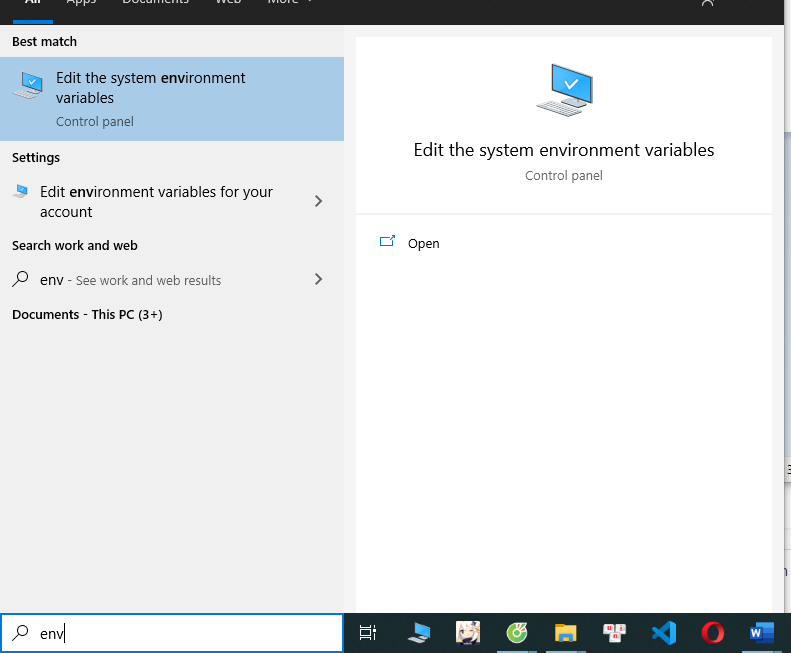 All Apps Documents Web More
Best match
Edit the system environment
variables
Control panel
Settings
Edit environment variables for your
account
Search work and web
env - See work and web results
Documents - This PC (3+)
Edit the system environment variables
Control panel
Open
env